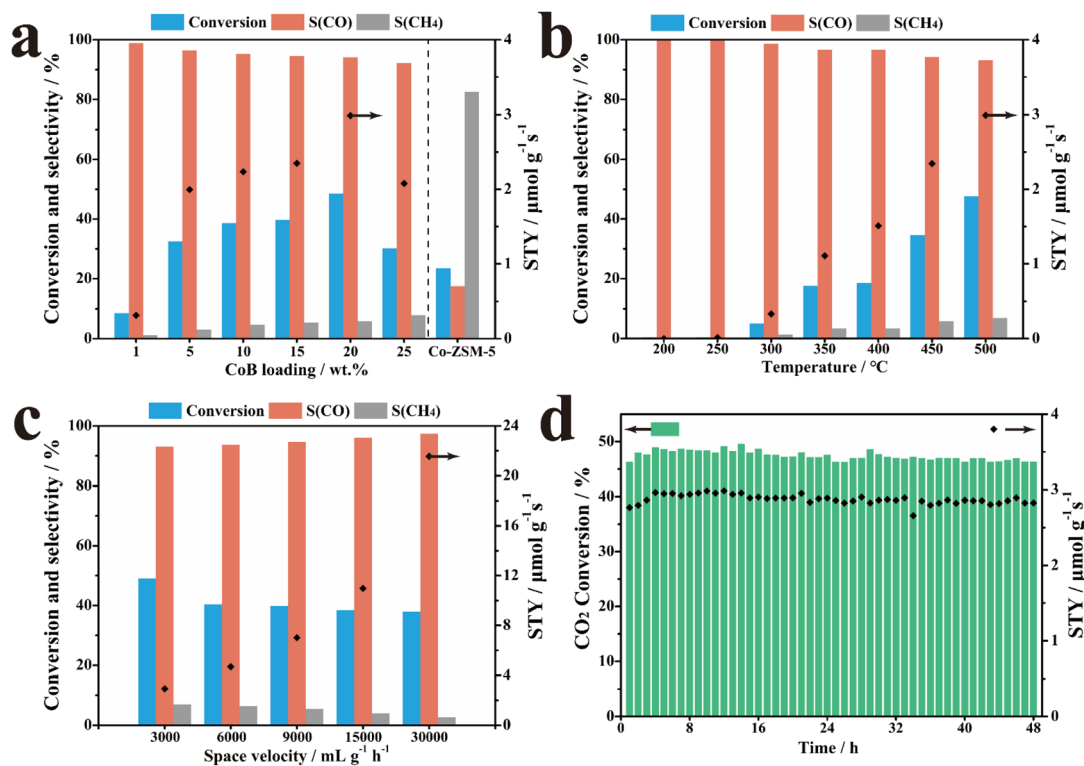 a
Conversion S(CO) S(CH₄)
Conversion and selectivity / %
100
80
60
40
20
0
4
3
2
1
0
STY / μmol g⁻¹s⁻¹
1 5 10 15 20 25 Co-ZSM-5
CoB loading / wt.%
b
Conversion S(CO) S(CH₄)
Conversion and selectivity / %
100
80
60
40
20
0
4
3
2
1
0
STY / μmol g⁻¹s⁻¹
200 250 300 350 400 450 500
Temperature / °C
c
Conversion S(CO) S(CH₄)
Conversion and selectivity / %
100
80
60
40
20
0
24
20
16
12
8
4
0
STY / μmol g⁻¹s⁻¹
3000 6000 9000 15000 30000
Space velocity / mL g⁻¹ h⁻¹
d
CO₂ Conversion / %
50
40
30
20
10
0
4
3
2
1
0
STY / μmol g⁻¹s⁻¹
0 8 16 24 32 40 48
Time / h